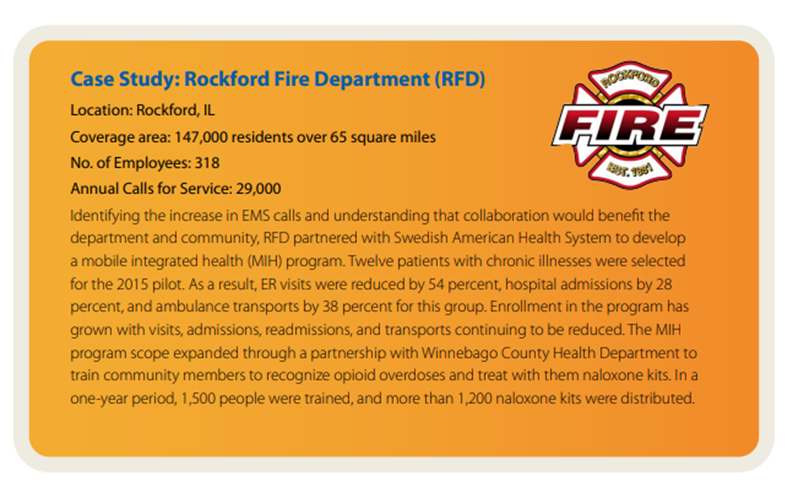 Case Study: Rockford Fire Department (RFD)
Location: Rockford, IL
Coverage area: 147,000 residents over 65 square miles
No. of Employees: 318
Annual Calls for Service: 29,000
Identifying the increase in EMS calls and understanding that collaboration would benefit the
department and community, RFD partnered with Swedish American Health System to develop
a mobile integrated health (MIH) program. Twelve patients with chronic illnesses were selected
for the 2015 pilot. As a result, ER visits were reduced by 54 percent, hospital admissions by 28
percent, and ambulance transports by 38 percent for this group. Enrollment in the program has
grown with visits, admissions, readmissions, and transports continuing to be reduced. The MIH
program scope expanded through a partnership with Winnebago County Health Department to
train community members to recognize opioid overdoses and treat with them naloxone kits. In a
one-year period, 1,500 people were trained, and more than 1,200 naloxone kits were distributed.
ROCKFORD
FIRE
EST. 1881